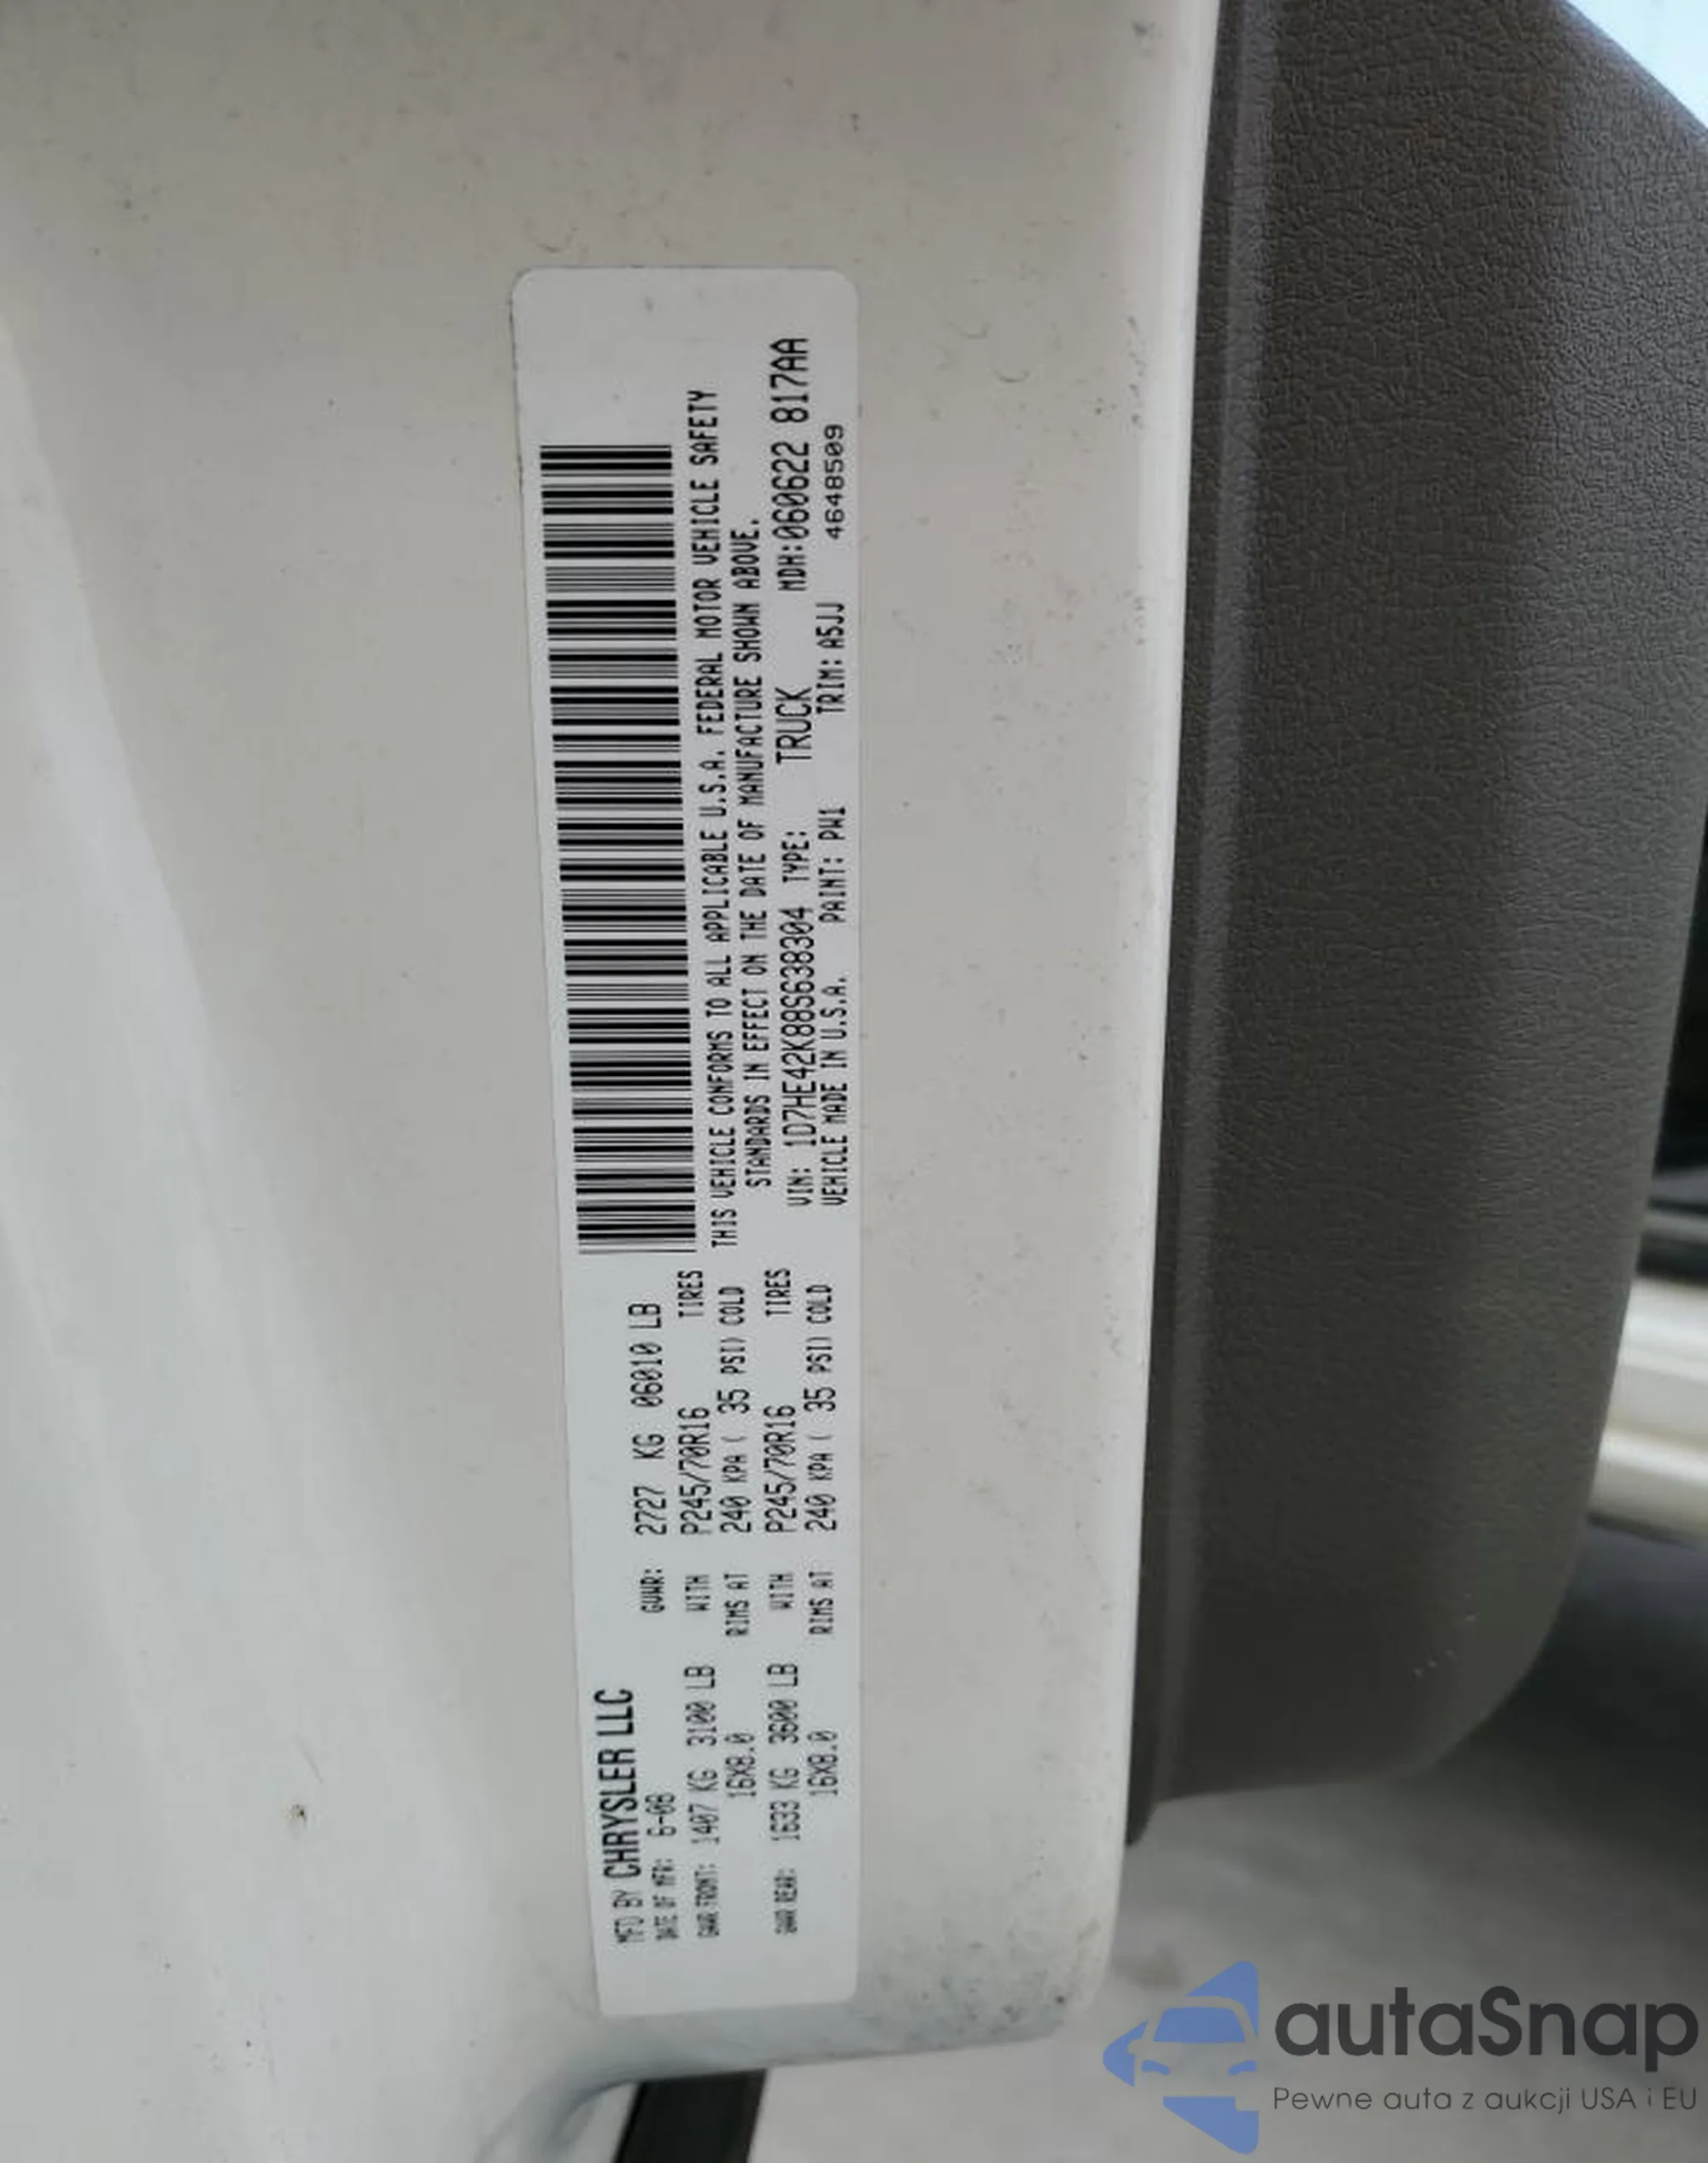 MFD BY CHRYSLER LLC
DATE OF MFR: 6-08 GVWR: 2727 KG 06010 LB
GAWR FRONT: 1407 KG 3100 LB WITH P245/70R16 TIRES
16X8.0 RIMS AT 240 KPA ( 35 PSI) COLD
GAWR REAR: 1633 KG 3600 LB WITH P245/70R16 TIRES
16X8.0 RIMS AT 240 KPA ( 35 PSI) COLD
THIS VEHICLE CONFORMS TO ALL APPLICABLE U.S.A. FEDERAL MOTOR VEHICLE SAFETY
STANDARDS IN EFFECT ON THE DATE OF MANUFACTURE SHOWN ABOVE.
VIN: 1D7HE42K88S638304 TYPE: TRUCK MDH:060622 817AA
VEHICLE MADE IN U.S.A. PAINT: PW1 TRIM: A5JJ 4648509
autaSnap
Pewne auta z aukcji USA i EU